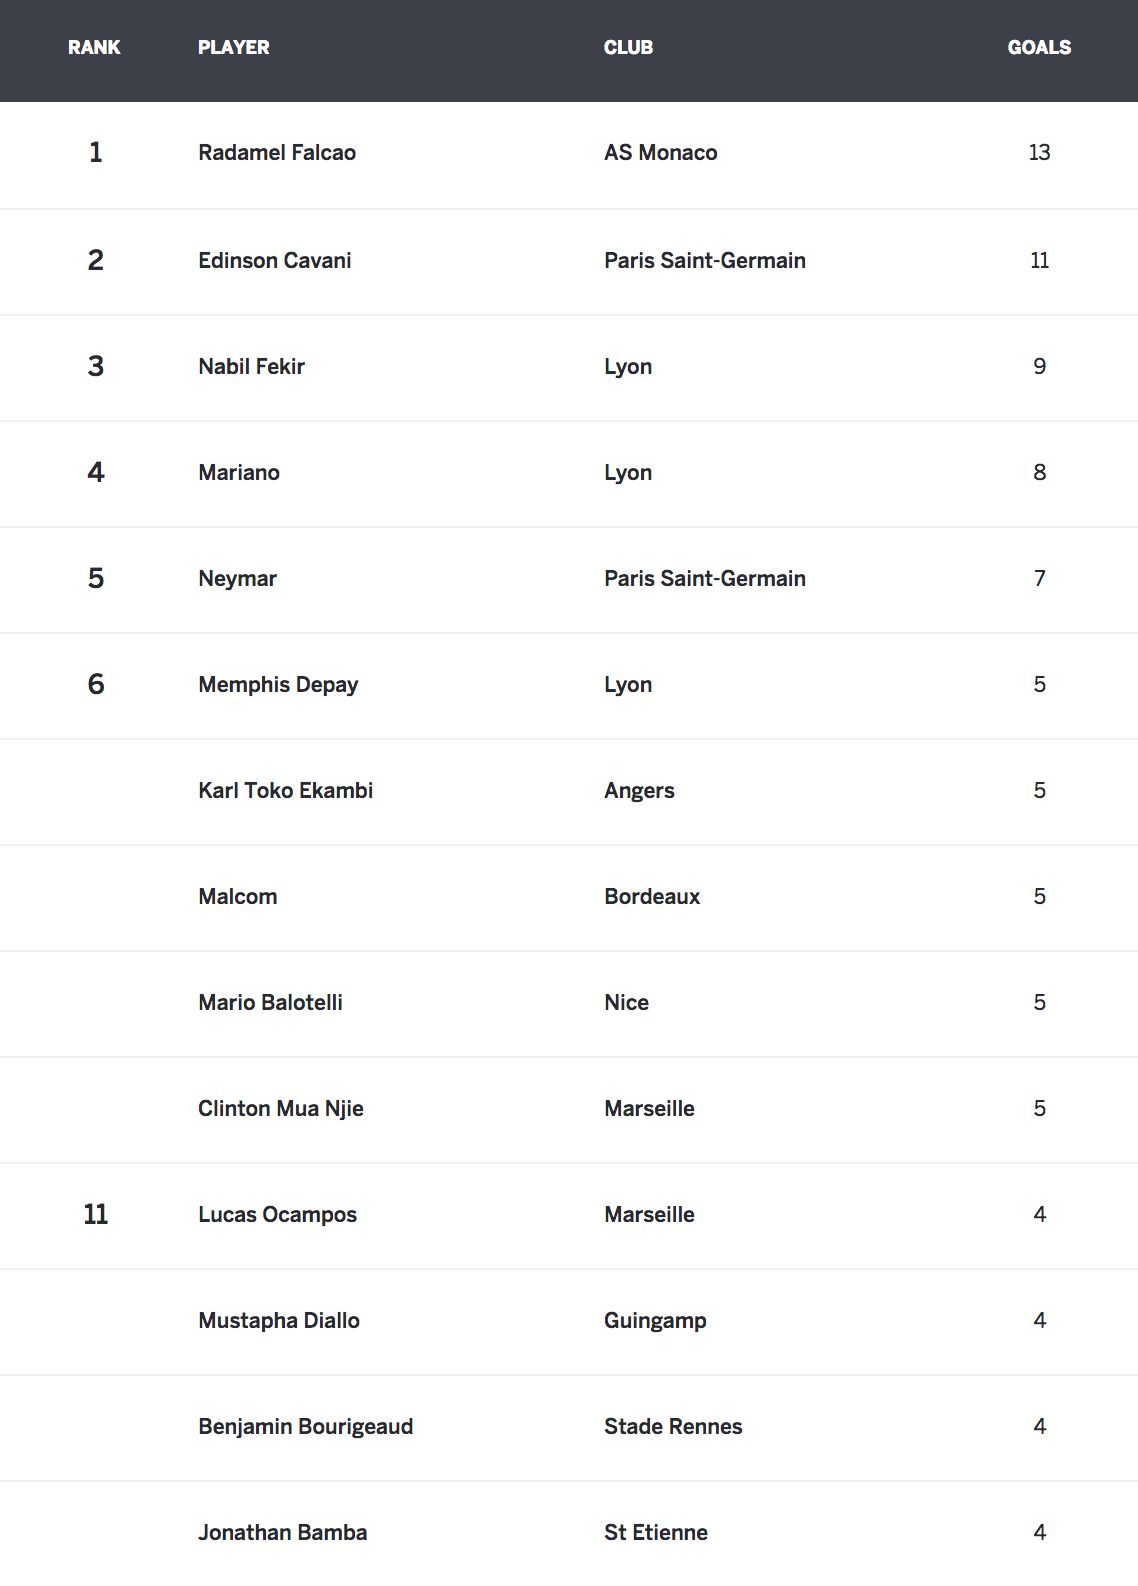 RANK PLAYER CLUB GOALS
1 Radamel Falcao AS Monaco 13
2 Edinson Cavani Paris Saint-Germain 11
3 Nabil Fekir Lyon 9
4 Mariano Lyon 8
5 Neymar Paris Saint-Germain 7
6 Memphis Depay Lyon 5
Karl Toko Ekambi Angers 5
Malcom Bordeaux 5
Mario Balotelli Nice 5
Clinton Mua Njie Marseille 5
11 Lucas Ocampos Marseille 4
Mustapha Diallo Guingamp 4
Benjamin Bourigeaud Stade Rennes 4
Jonathan Bamba St Etienne 4